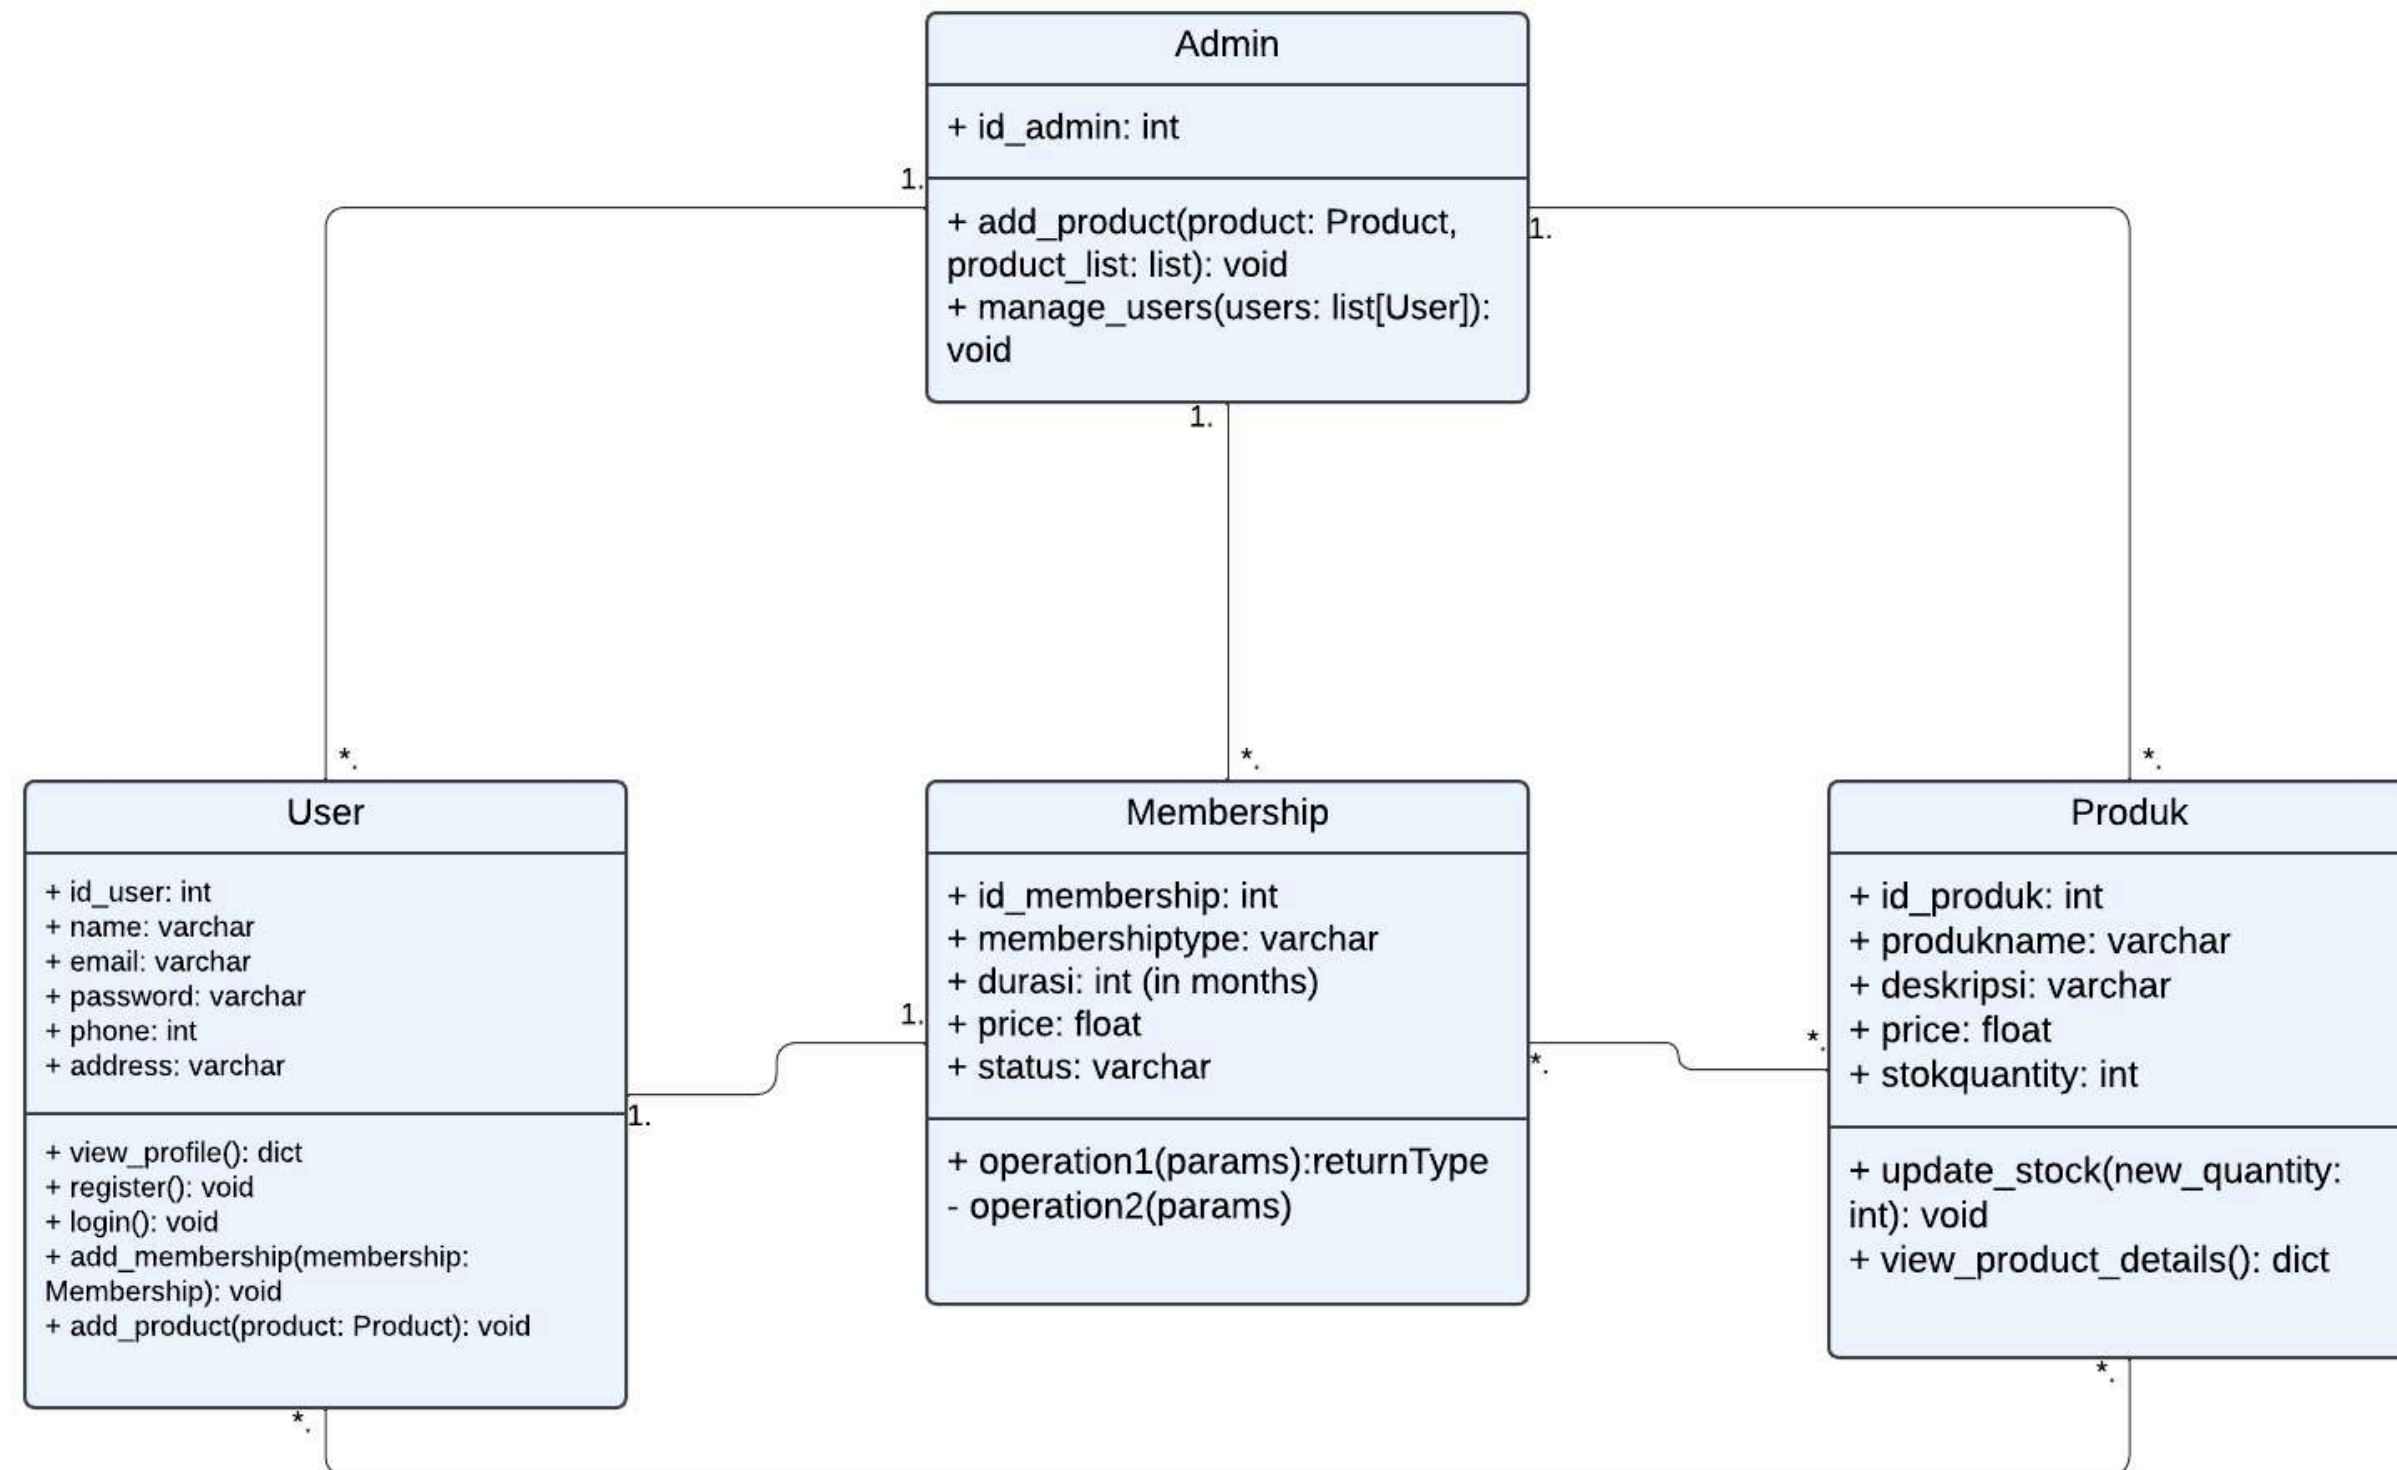 Admin
+ id_admin: int
1.
+ add_product(product: Product,
product_list: list): void
+ manage_users(users: list[User]):
void
1.
1.
*.
*.
*.
User
+ id_user: int
+ name: varchar
+ email: varchar
+ password: varchar
+ phone: int
+ address: varchar
1.
+ view_profile(): dict
+ register(): void
+ login(): void
+ add_membership(membership:
Membership): void
+ add_product(product: Product): void
*.
Membership
+ id_membership: int
+ membershiptype: varchar
+ durasi: int (in months)
+ price: float
+ status: varchar
1.
*.
+ operation1(params):returnType
- operation2(params)
Produk
+ id_produk: int
+ produkname: varchar
+ deskripsi: varchar
+ price: float
+ stokquantity: int
*.
+ update_stock(new_quantity:
int): void
+ view_product_details(): dict
*.